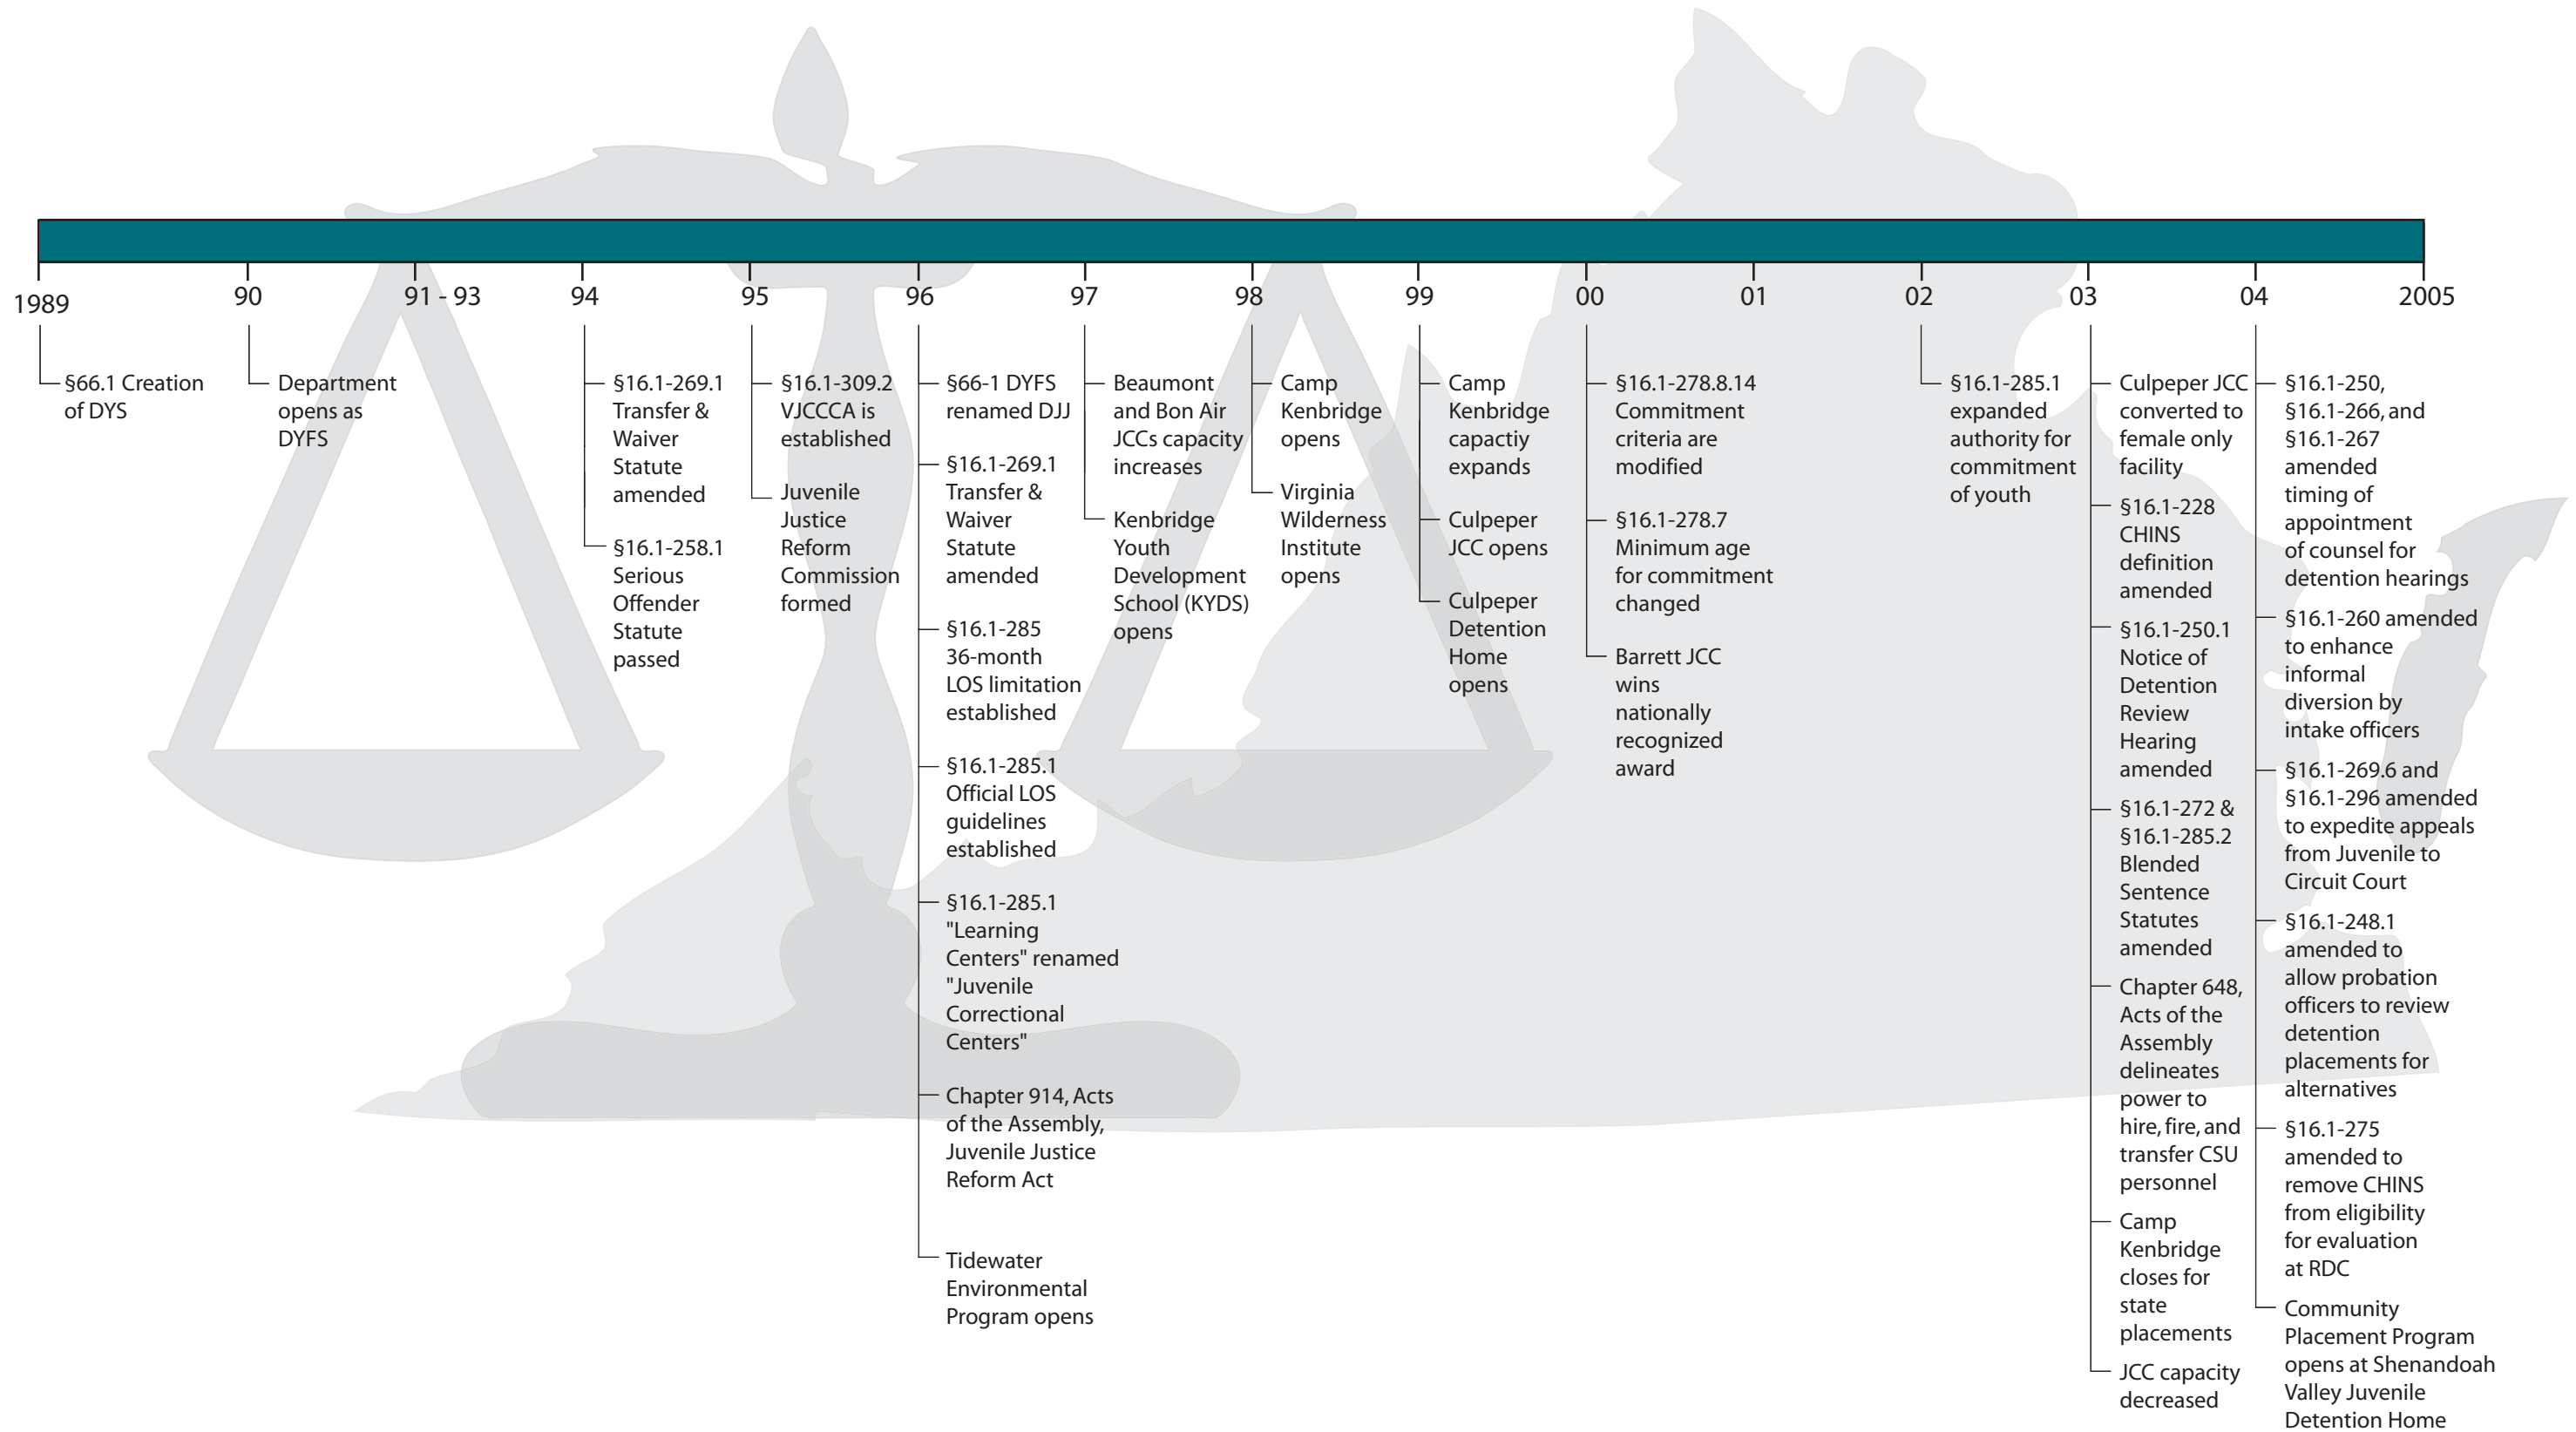 1989
90
91 - 93
94
95
96
97
98
99
00
01
02
03
04
2005
§66.1 Creation
of DYS
Department
opens as
DYFS
§16.1-269.1
Transfer &
Waiver
Statute
amended
§16.1-258.1
Serious
Offender
Statute
passed
§16.1-309.2
VJCCCA is
established
Juvenile
Justice
Reform
Commission
formed
§66-1 DYFS
renamed DJJ
§16.1-269.1
Transfer &
Waiver
Statute
amended
§16.1-285
36-month
LOS limitation
established
§16.1-285.1
Official LOS
guidelines
established
§16.1-285.1
"Learning
Centers" renamed
"Juvenile
Correctional
Centers"
Chapter 914, Acts
of the Assembly,
Juvenile Justice
Reform Act
Tidewater
Environmental
Program opens
Beaumont
and Bon Air
JCCs capacity
increases
Kenbridge
Youth
Development
School (KYDS)
opens
Camp
Kenbridge
opens
Virginia
Wilderness
Institute
opens
Camp
Kenbridge
capactiy
expands
Culpeper
JCC opens
Culpeper
Detention
Home
opens
§16.1-278.8.14
Commitment
criteria are
modified
§16.1-278.7
Minimum age
for commitment
changed
Barrett JCC
wins
nationally
recognized
award
§16.1-285.1
expanded
authority for
commitment
of youth
Culpeper JCC
converted to
female only
facility
§16.1-228
CHINS
definition
amended
§16.1-250.1
Notice of
Detention
Review
Hearing
amended
§16.1-272 &
§16.1-285.2
Blended
Sentence
Statutes
amended
Chapter 648,
Acts of the
Assembly
delineates
power to
hire, fire, and
transfer CSU
personnel
Camp
Kenbridge
closes for
state
placements
JCC capacity
decreased
§16.1-250,
§16.1-266, and
§16.1-267
amended
timing of
appointment
of counsel for
detention hearings
§16.1-260 amended
to enhance
informal
diversion by
intake officers
§16.1-269.6 and
§16.1-296 amended
to expedite appeals
from Juvenile to
Circuit Court
§16.1-248.1
amended to
allow probation
officers to review
detention
placements for
alternatives
§16.1-275
amended to
remove CHINS
from eligibility
for evaluation
at RDC
Community
Placement Program
opens at Shenandoah
Valley Juvenile
Detention Home